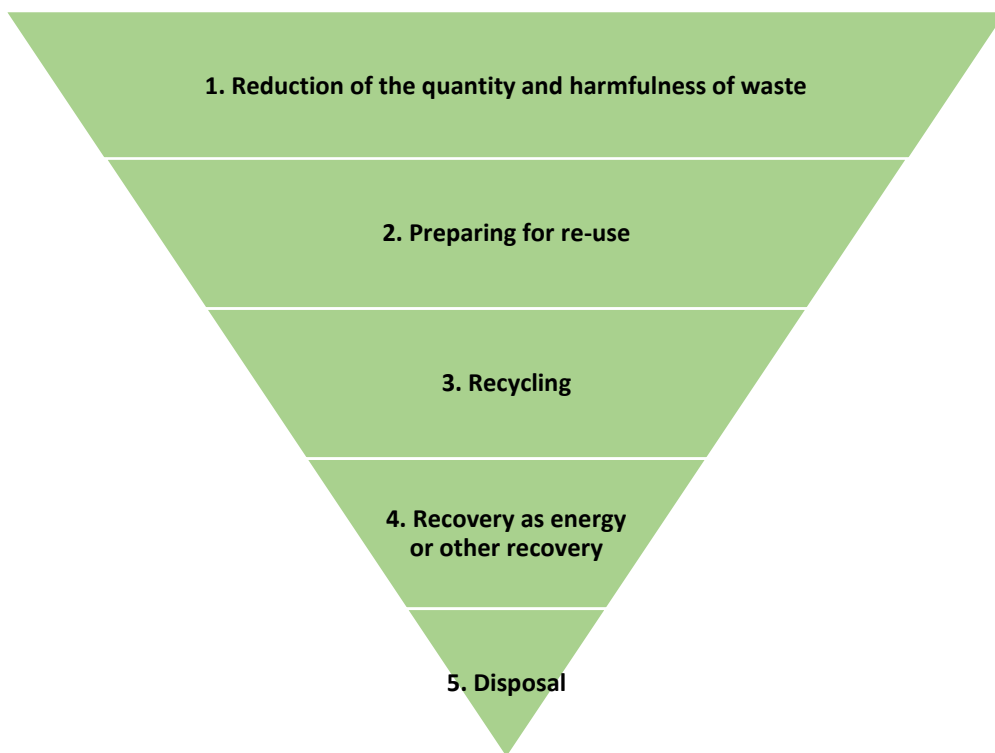 1. Reduction of the quantity and harmfulness of waste
2. Preparing for re-use
3. Recycling
4. Recovery as energy
or other recovery
5. Disposal